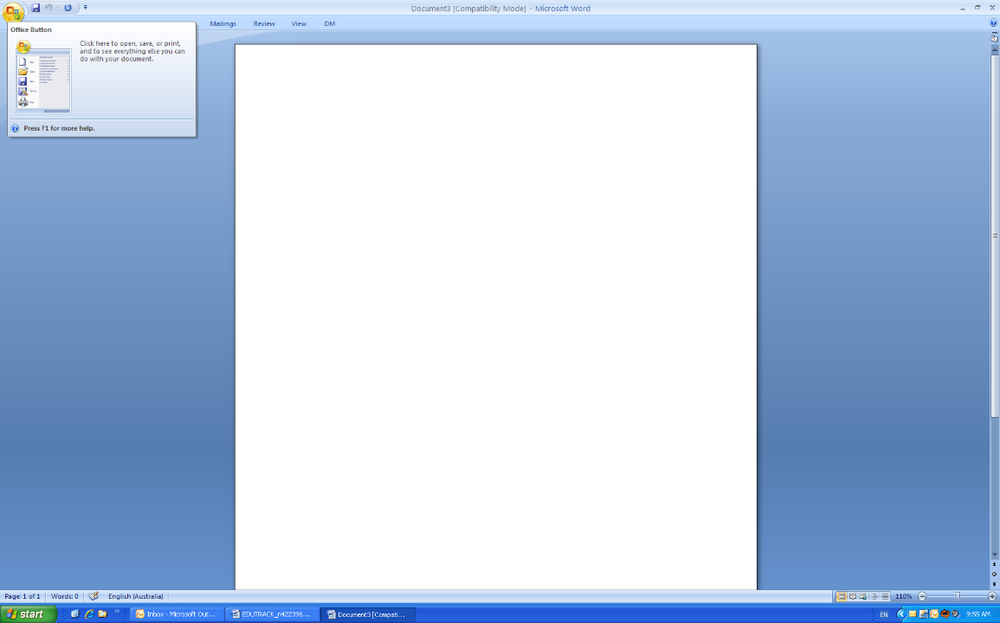 Document3 [Compatibility Mode] - Microsoft Word
Mailings Review View DM
Office Button
Click here to open, save, or print,
and to see everything else you can
do with your document.
Press F1 for more help.
Page: 1 of 1 Words: 0 English (Australia) 110%
start Inbox - Microsoft Out... EDUTRACK_n422396... Document3 [Compati... EN 9:55 AM